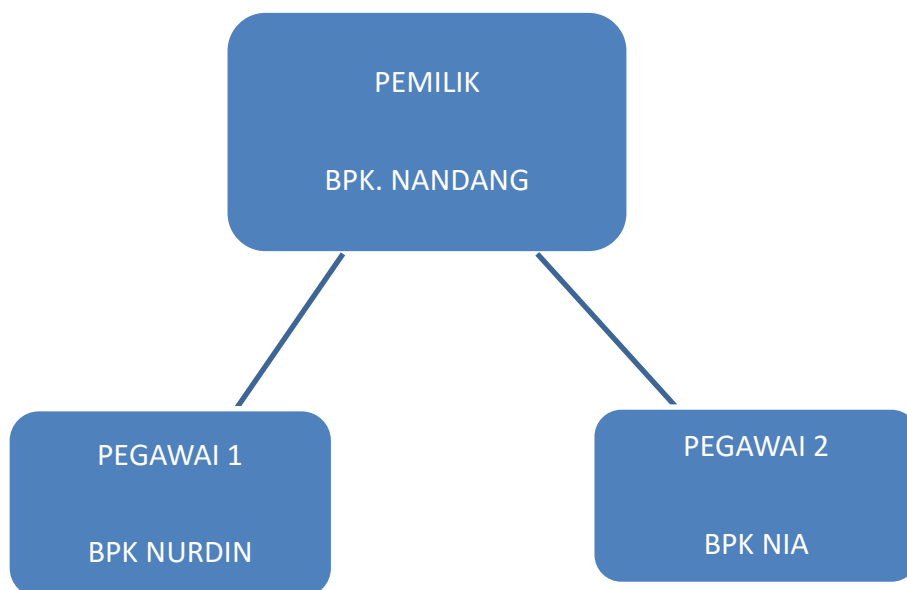 PEMILIK
BPK. NANDANG
PEGAWAI 1
BPK NURDIN
PEGAWAI 2
BPK NIA